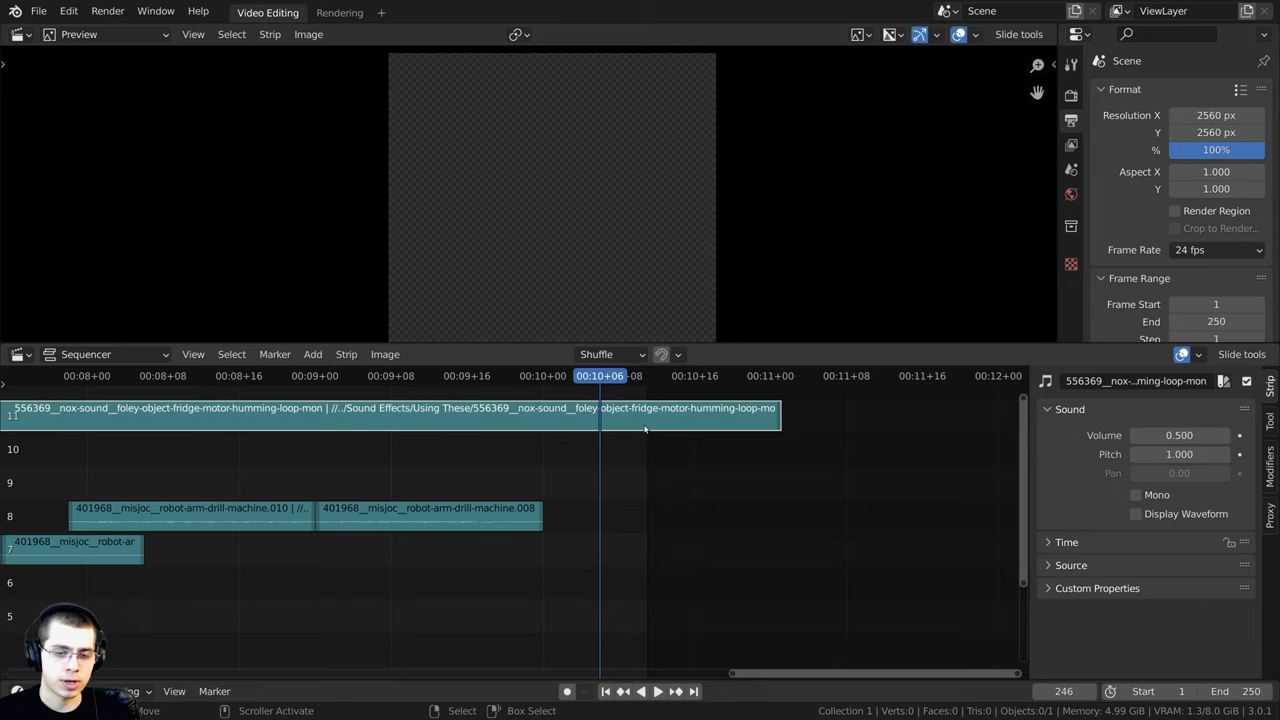 File Edit Render Window Help Video Editing Rendering + Scene ViewLayer
Preview View Select Strip Image Slide tools
Scene
Format
Resolution X 2560 px
Y 2560 px
% 100%
Aspect X 1.000
Y 1.000
Render Region
Crop to Render...
Frame Rate 24 fps
Frame Range
Frame Start 1
End 250
Step 1
Sequencer View Select Marker Add Strip Image Shuffle Slide tools
00:08+00 00:08+08 00:08+16 00:09+00 00:09+08 00:09+16 00:10+00 00:10+06 -08 00:10+16 00:11+00 00:11+08 00:11+16 00:12+00
556369__nox-...ming-loop-mon
Strip
Tool
Modifiers
Proxy
11 556369__nox-sound__foley-object-fridge-motor-humming-loop-mon | //../Sound Effects/Using These/556369__nox-sound__foley-object-fridge-motor-humming-loop-mo
10
9
8 401968__misjoc__robot-arm-drill-machine.010 | //.. 401968__misjoc__robot-arm-drill-machine.008
7 401968__misjoc__robot-ar
6
5
Sound
Volume 0.500
Pitch 1.000
Pan 0.00
Mono
Display Waveform
Time
Source
Custom Properties
View Marker 246 Start 1 End 250
Move Scroller Activate Select Box Select Collection 1 | Verts:0 | Faces:0 | Tris:0 | Objects:0/1 | Memory: 4.99 GiB | VRAM: 1.3/8.0 GiB | 3.0.1